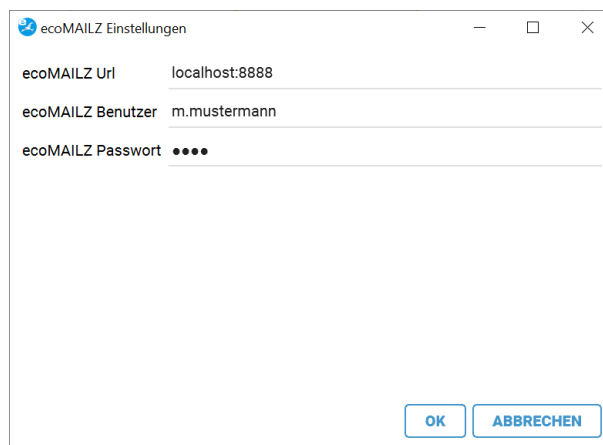 ecoMAILZ Einstellungen
ecoMAILZ Url localhost:8888
ecoMAILZ Benutzer m.mustermann
ecoMAILZ Passwort ●●●●
OK ABBRECHEN